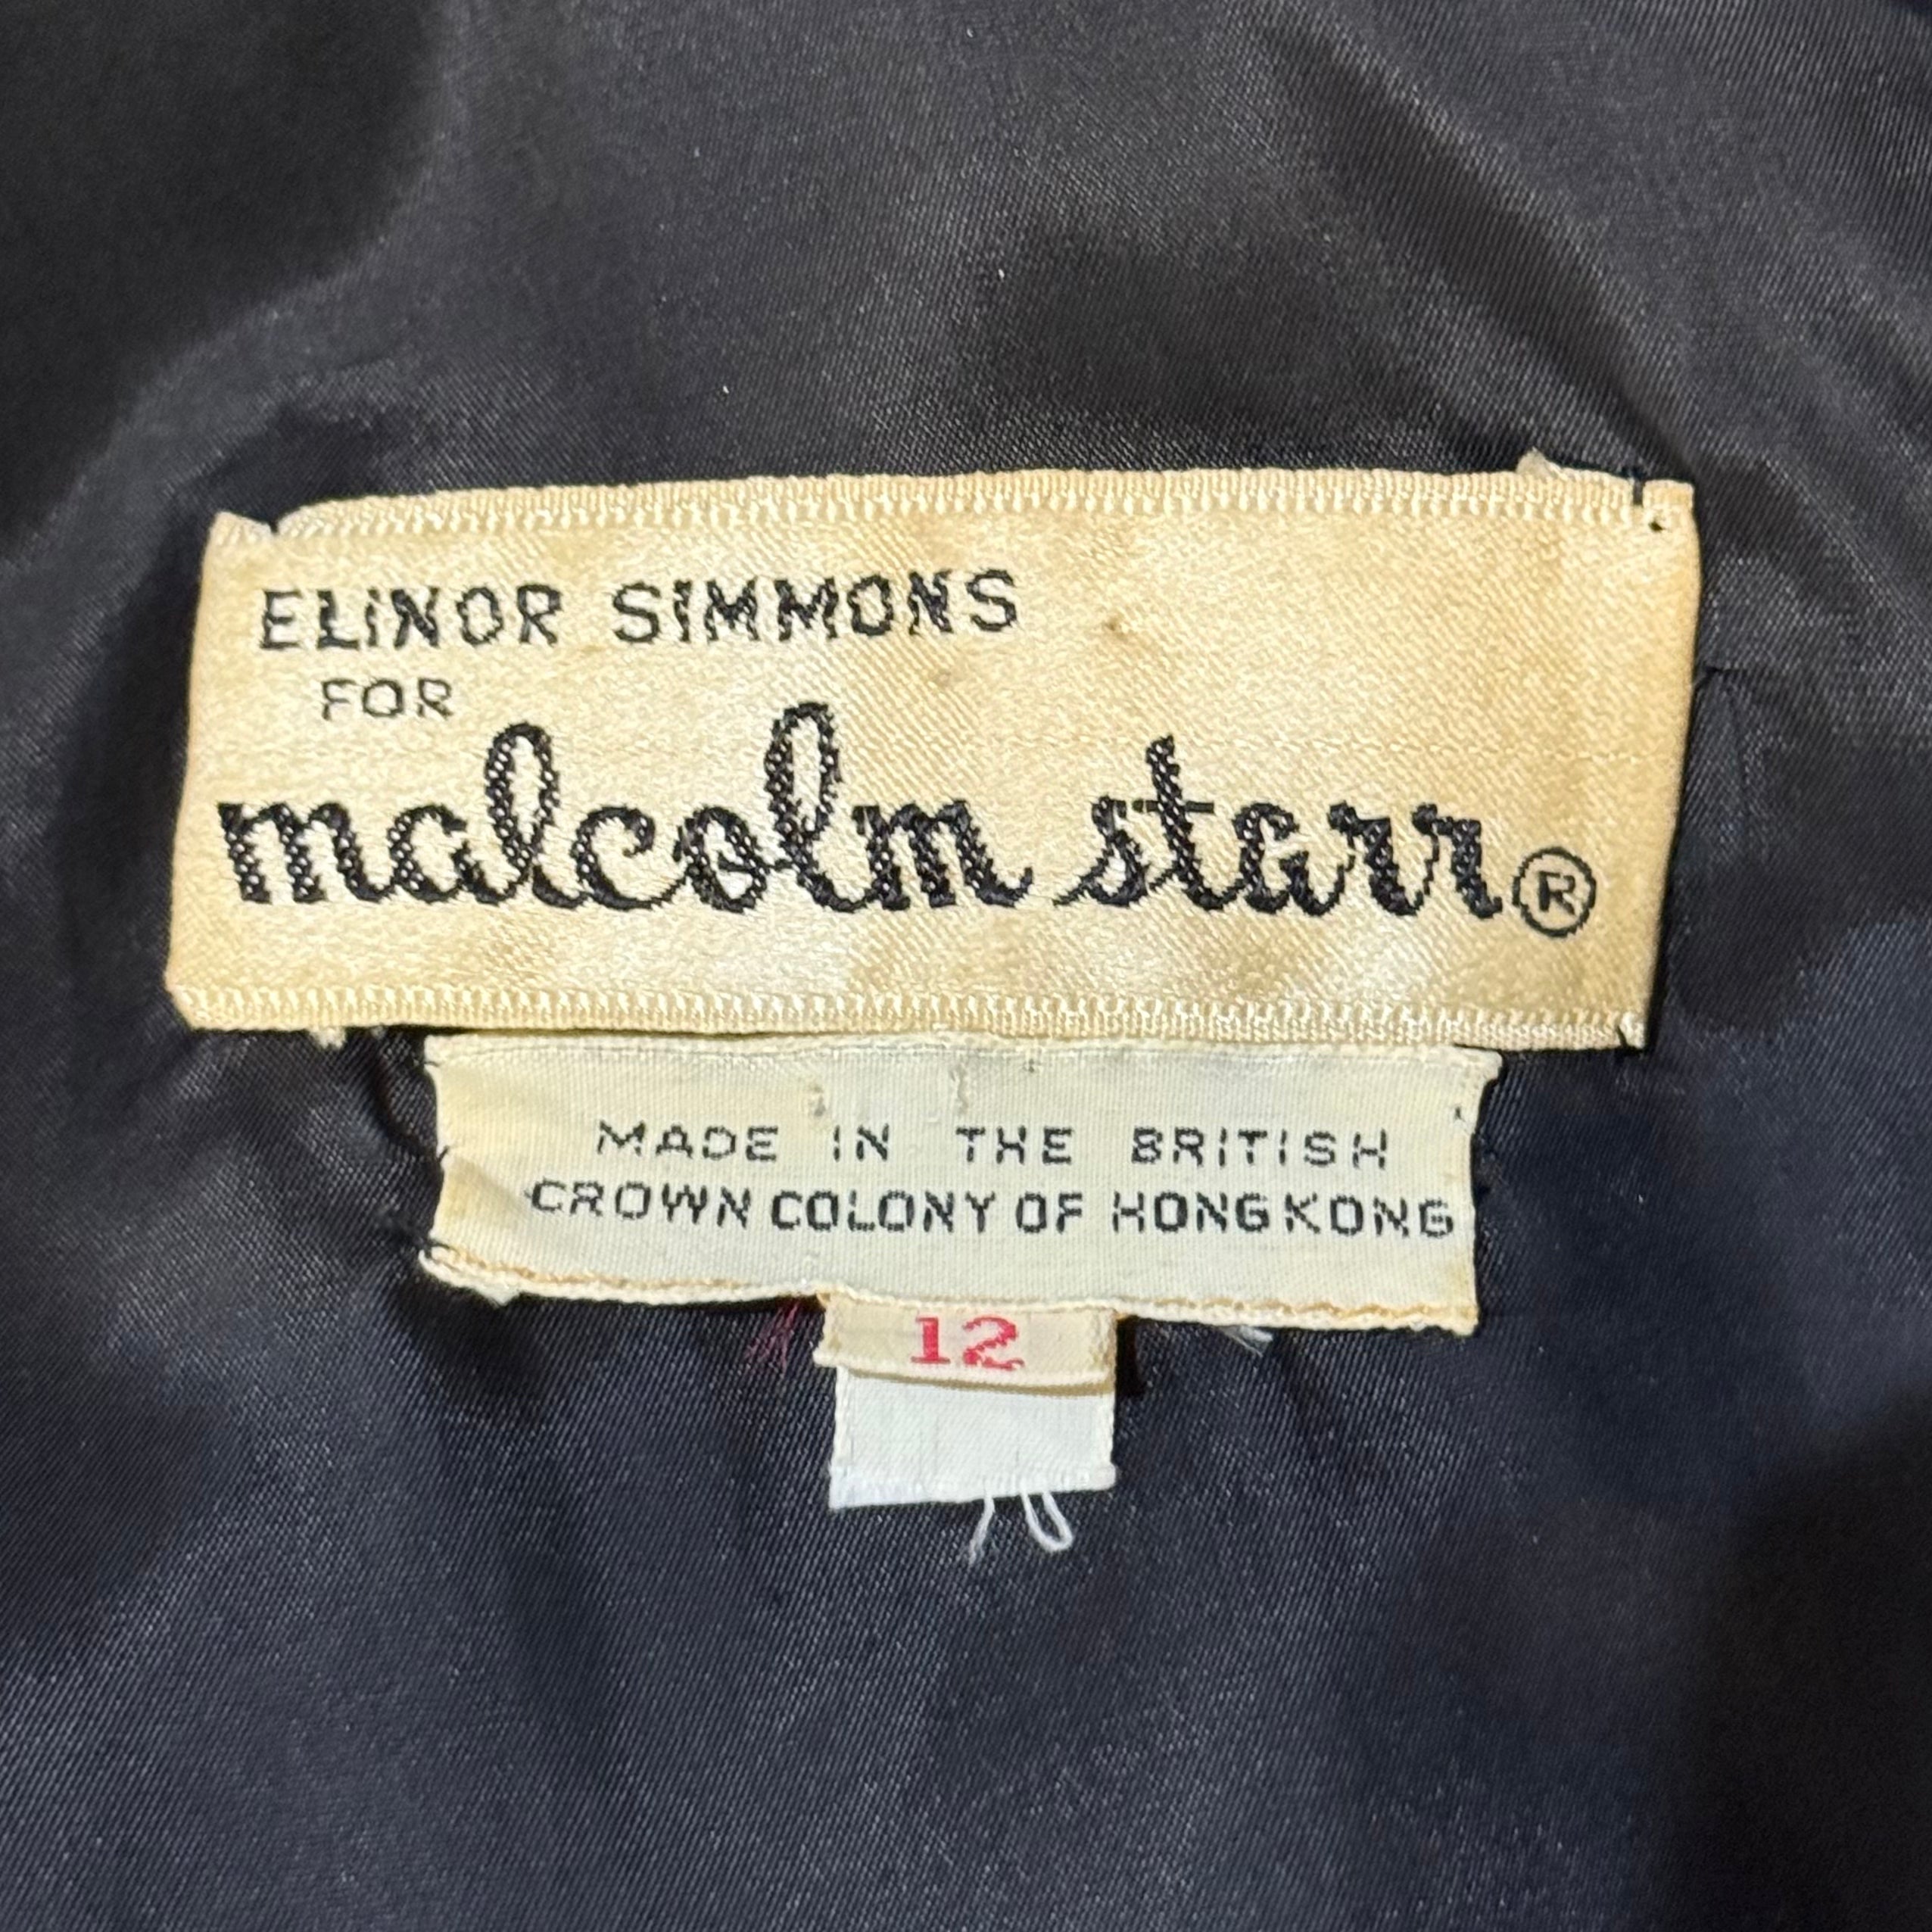 ELINOR SIMMONS
FOR
malcolm starr®
MADE IN THE BRITISH
CROWN COLONY OF HONG KONG
12